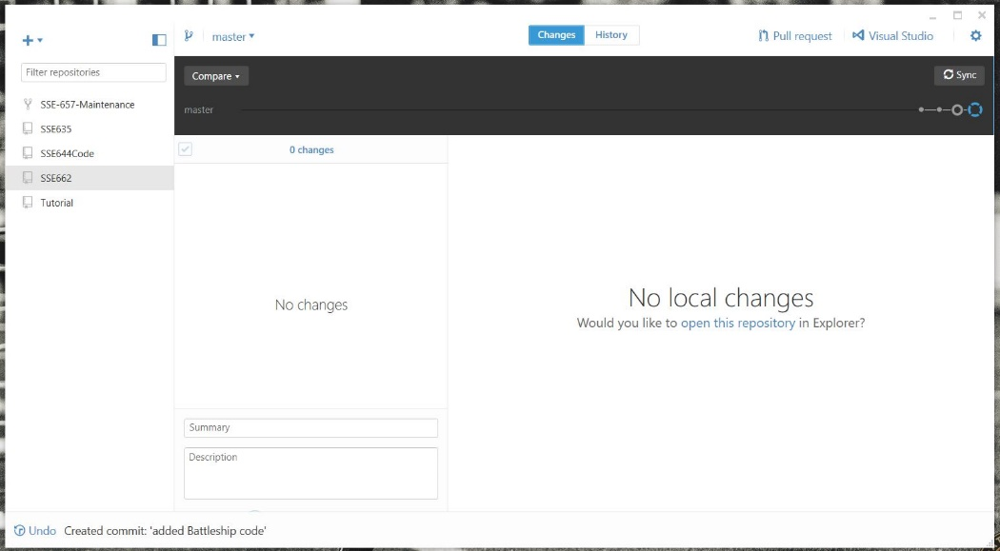 master
Changes
History
Pull request
Visual Studio
Filter repositories
SSE-657-Maintenance
SSE635
SSE644Code
SSE662
Tutorial
Compare
Sync
master
0 changes
No changes
No local changes
Would you like to open this repository in Explorer?
Summary
Description
Undo Created commit: 'added Battleship code'